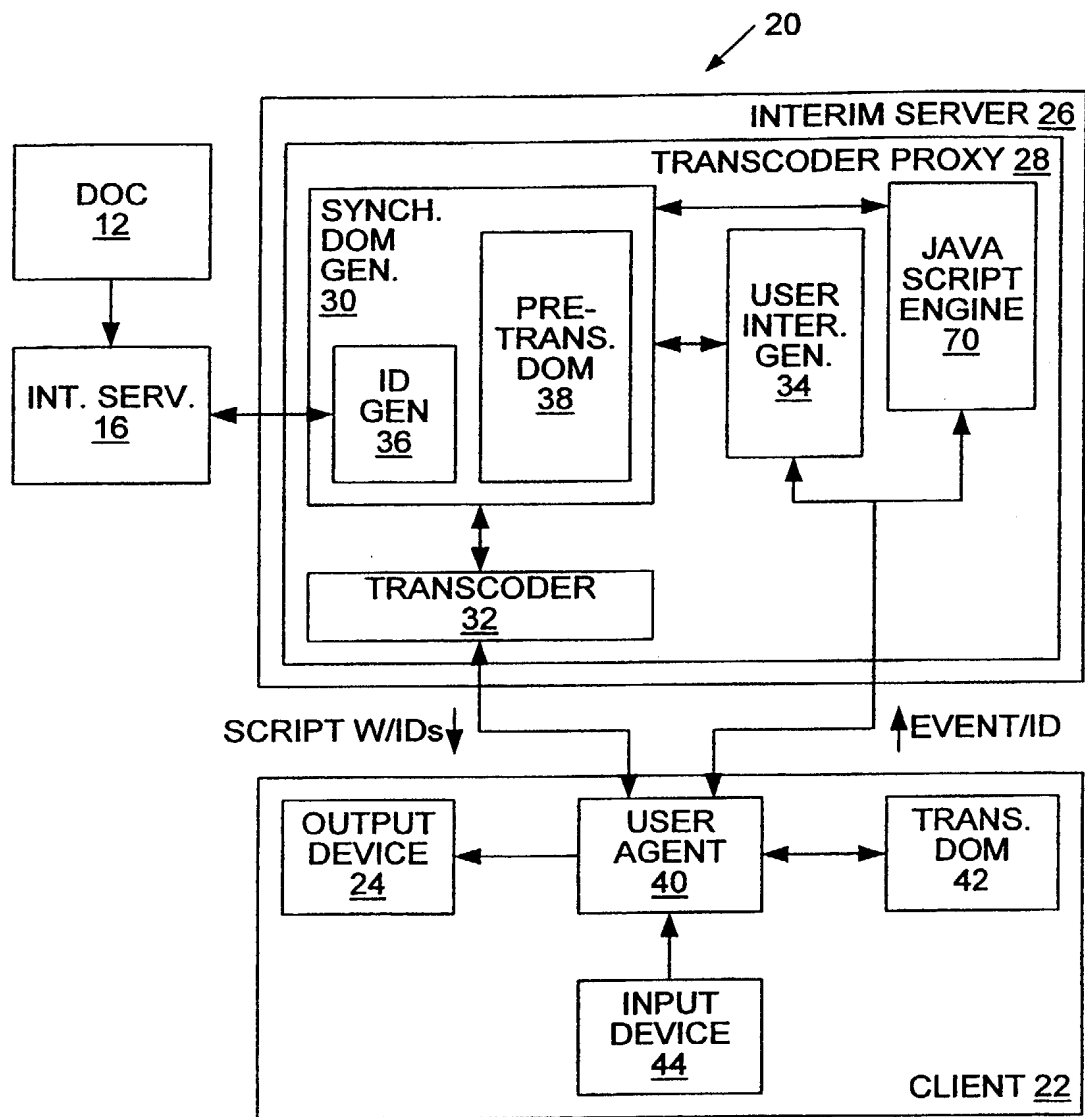 20
INTERIM SERVER 26
TRANSCODER PROXY 28
DOC
12
INT. SERV.
16
SYNCH.
DOM
GEN.
30
ID
GEN
36
PRE-
TRANS.
DOM
38
USER
INTER.
GEN.
34
JAVA
SCRIPT
ENGINE
70
TRANSCODER
32
SCRIPT W/IDs
EVENT/ID
OUTPUT
DEVICE
24
USER
AGENT
40
TRANS.
DOM
42
INPUT
DEVICE
44
CLIENT 22